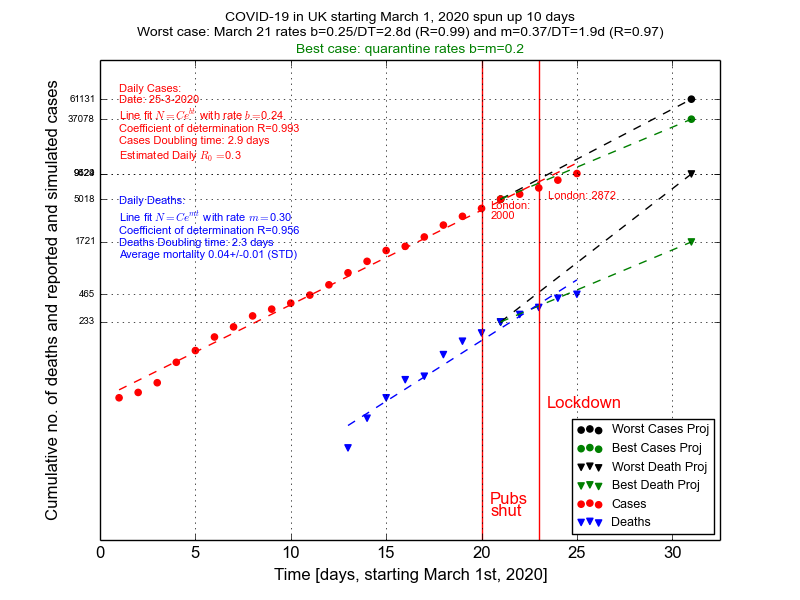 COVID-19 in UK starting March 1, 2020 spun up 10 days
Worst case: March 21 rates b=0.25/DT=2.8d (R=0.99) and m=0.37/DT=1.9d (R=0.97)
Best case: quarantine rates b=m=0.2
Cumulative no. of deaths and reported and simulated cases
61131
37078
5018
1721
465
233
Daily Cases:
Date: 25-3-2020
Line fit N=Ce^{bt} with rate b=0.24
Coefficient of determination R=0.993
Cases Doubling time: 2.9 days
Estimated Daily R_0=0.3
Daily Deaths:
Line fit N=Ce^{mt} with rate m=0.30
Coefficient of determination R=0.956
Deaths Doubling time: 2.3 days
Average mortality 0.04+/-0.01 (STD)
London: 2872
London:
2000
Lockdown
Pubs
shut
Worst Cases Proj
Best Cases Proj
Worst Death Proj
Best Death Proj
Cases
Deaths
0 5 10 15 20 25 30
Time [days, starting March 1st, 2020]